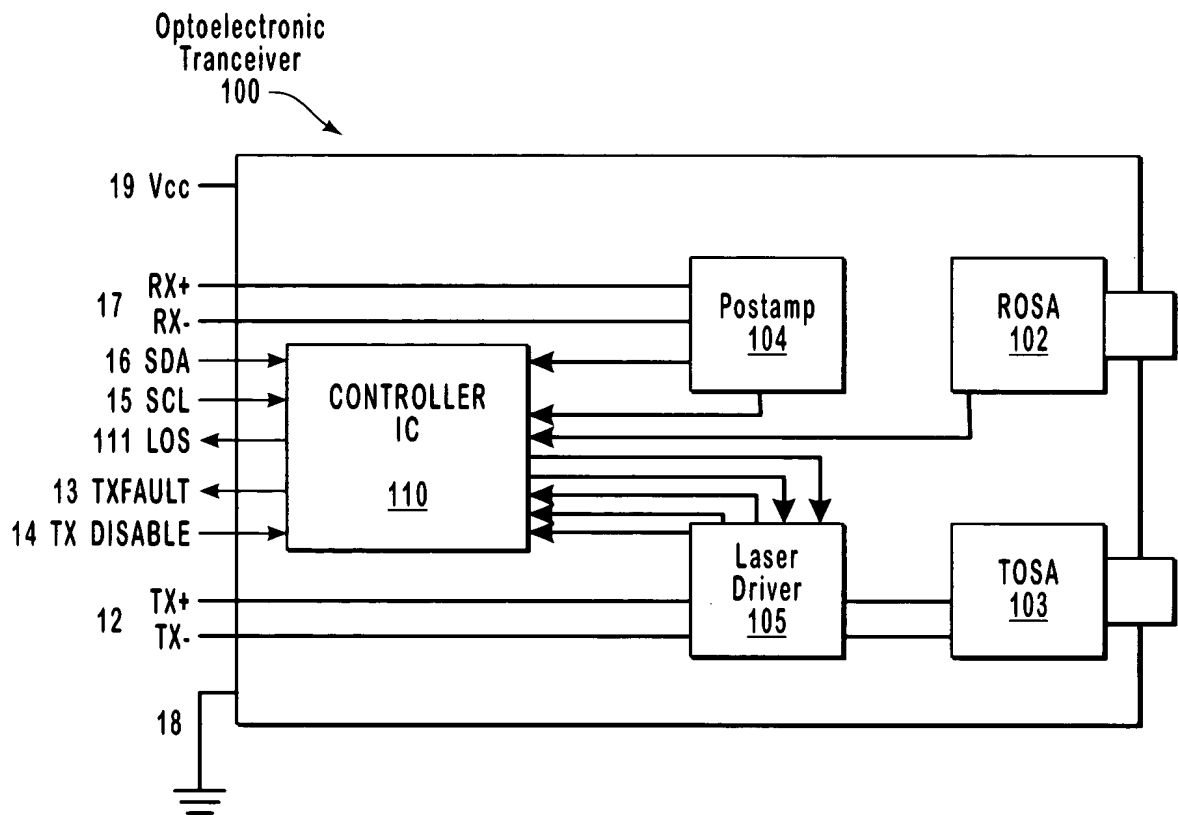 Optoelectronic
Tranceiver
100
19 Vcc
17
RX+
RX-
16 SDA
15 SCL
111 LOS
13 TXFAULT
14 TX DISABLE
12
TX+
TX-
18
CONTROLLER
IC
110
Postamp
104
ROSA
102
Laser
Driver
105
TOSA
103